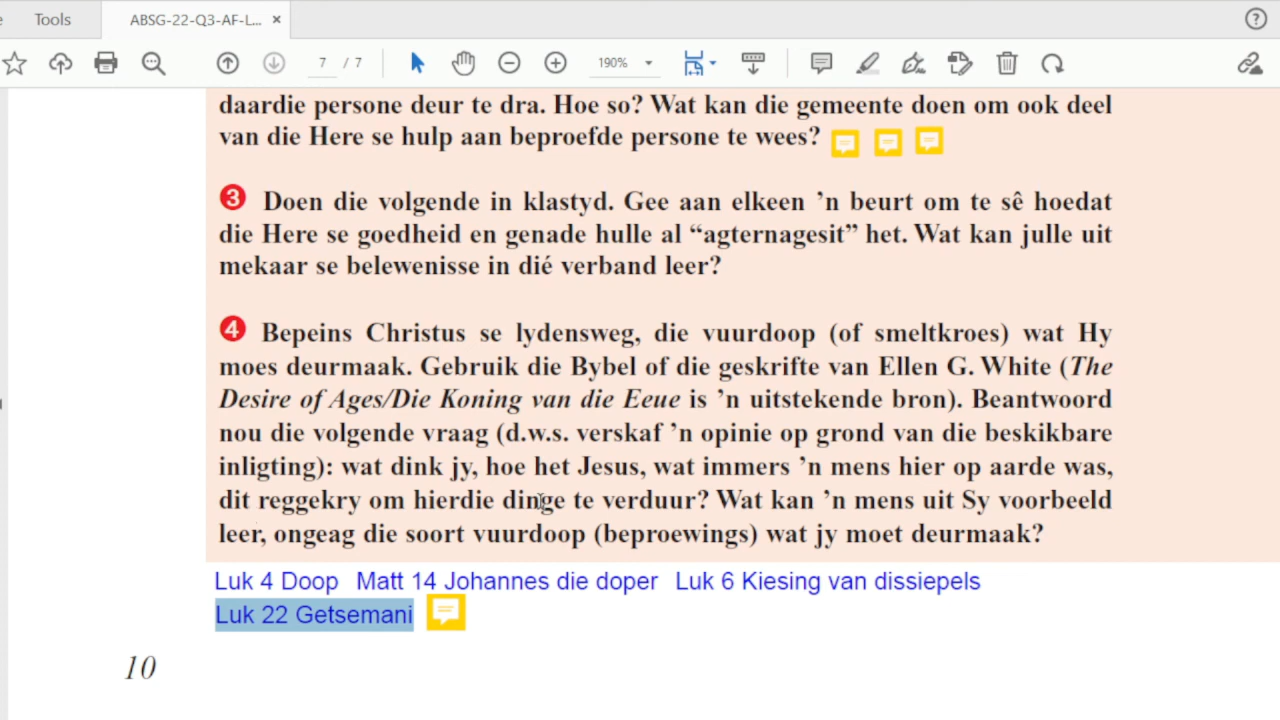 e Tools ABSG-22-Q3-AF-L... ×
7 / 7 190%
daardie persone deur te dra. Hoe so? Wat kan die gemeente doen om ook deel
van die Here se hulp aan beproefde persone te wees?
3 Doen die volgende in klastyd. Gee aan elkeen ’n beurt om te sê hoedat
die Here se goedheid en genade hulle al “agternagesit” het. Wat kan julle uit
mekaar se belewenisse in dié verband leer?
4 Bepeins Christus se lydensweg, die vuurdoop (of smeltkroes) wat Hy
moes deurmaak. Gebruik die Bybel of die geskrifte van Ellen G. White (The
Desire of Ages/Die Koning van die Eeue is ’n uitstekende bron). Beantwoord
nou die volgende vraag (d.w.s. verskaf ’n opinie op grond van die beskikbare
inligting): wat dink jy, hoe het Jesus, wat immers ’n mens hier op aarde was,
dit reggekry om hierdie dinge te verduur? Wat kan ’n mens uit Sy voorbeeld
leer, ongeag die soort vuurdoop (beproewings) wat jy moet deurmaak?
Luk 4 Doop Matt 14 Johannes die doper Luk 6 Kiesing van dissiepels
Luk 22 Getsemani
10